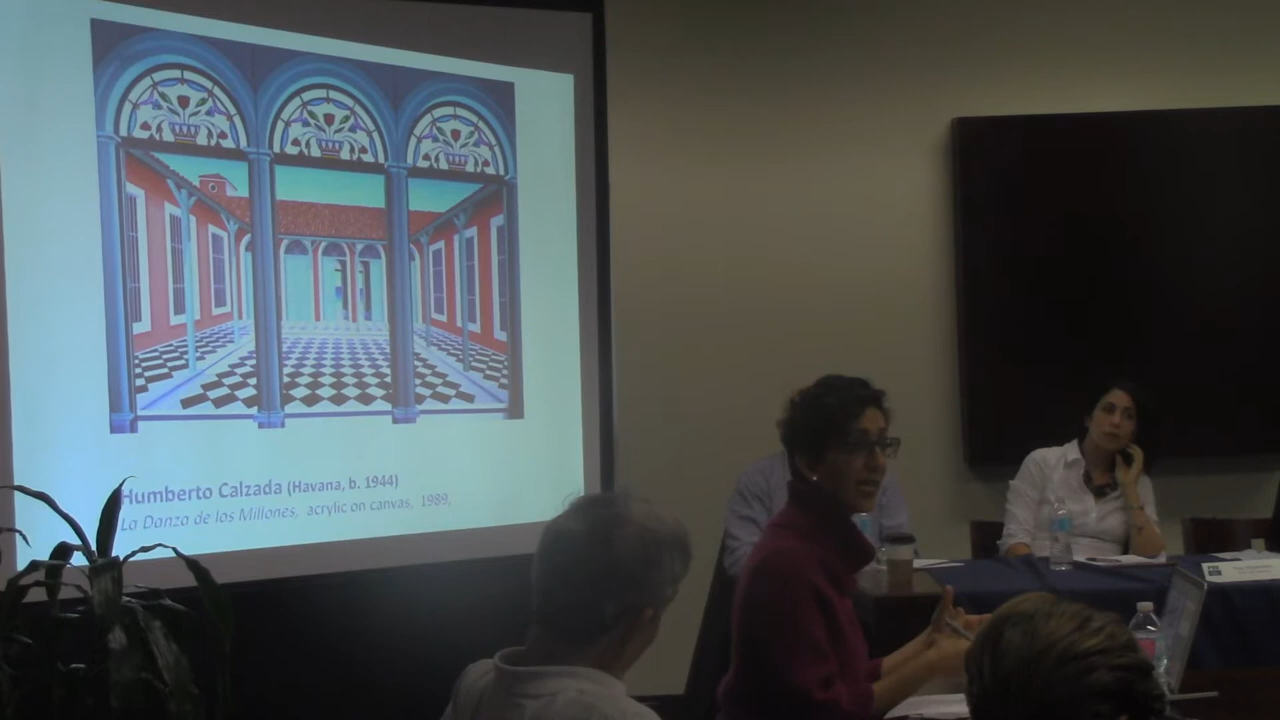 Humberto Calzada (Havana, b. 1944)
La Danza de los Millones, acrylic on canvas, 1989,